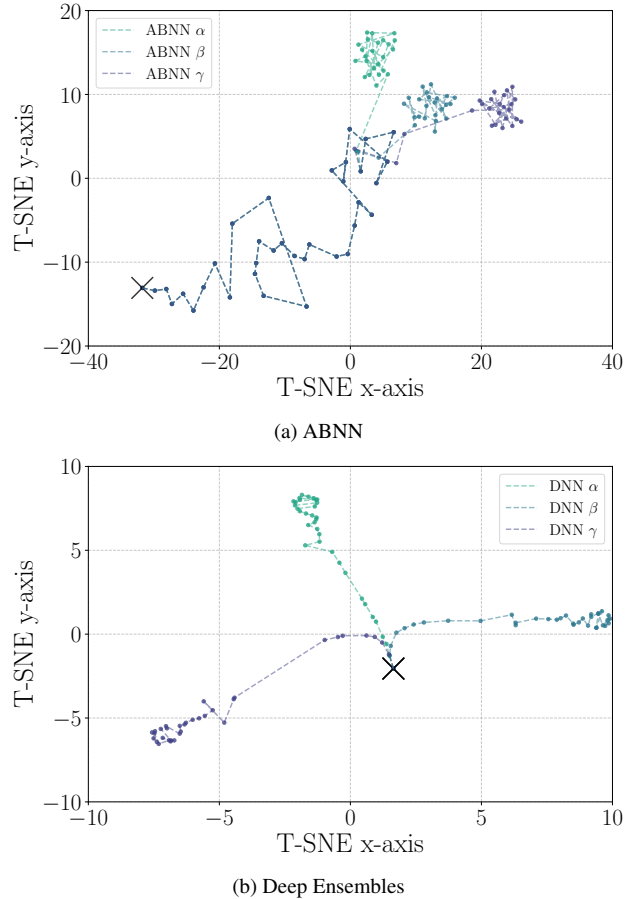 20
10
0
−10
−20
T-SNE y-axis
ABNN α
ABNN β
ABNN γ
−40
−20
0
20
40
T-SNE x-axis
(a) ABNN
10
5
0
−5
−10
T-SNE y-axis
DNN α
DNN β
DNN γ
−10
−5
0
5
10
T-SNE x-axis
(b) Deep Ensembles